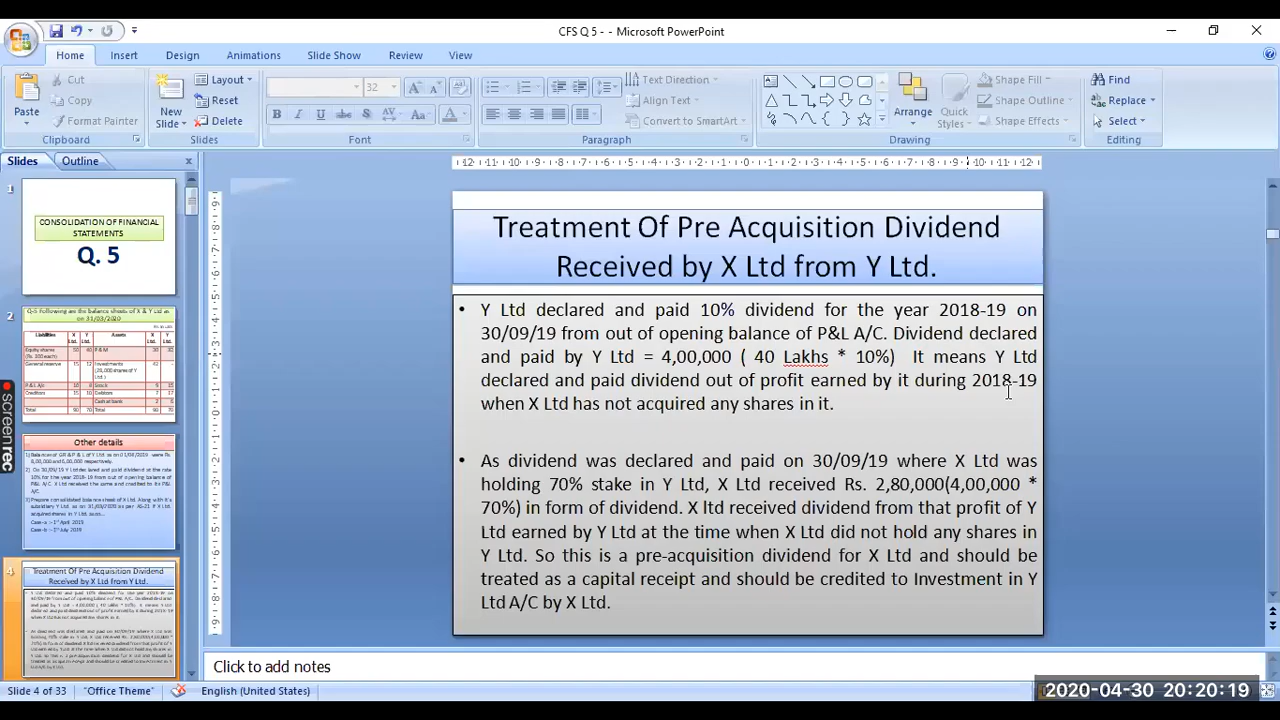 CFS Q 5 - - Microsoft PowerPoint
Home Insert Design Animations Slide Show Review View
Paste
Cut
Copy
Format Painter
Clipboard
New
Slide
Layout
Reset
Delete
Slides
32
Font
Paragraph
Text Direction
Align Text
Convert to SmartArt
Arrange
Quick
Styles
Shape Fill
Shape Outline
Shape Effects
Drawing
Find
Replace
Select
Editing
Slides Outline
1
CONSOLIDATION OF FINANCIAL
STATEMENTS
Q. 5
2
3
Other details
4
Treatment Of Pre Acquisition Dividend
Received by X Ltd from Y Ltd.
Treatment Of Pre Acquisition Dividend
Received by X Ltd from Y Ltd.
• Y Ltd declared and paid 10% dividend for the year 2018-19 on
30/09/19 from out of opening balance of P&L A/C. Dividend declared
and paid by Y Ltd = 4,00,000 ( 40 Lakhs * 10%) It means Y Ltd
declared and paid dividend out of profit earned by it during 2018-19
when X Ltd has not acquired any shares in it.
• As dividend was declared and paid on 30/09/19 where X Ltd was
holding 70% stake in Y Ltd, X Ltd received Rs. 2,80,000(4,00,000 *
70%) in form of dividend. X ltd received dividend from that profit of Y
Ltd earned by Y Ltd at the time when X Ltd did not hold any shares in
Y Ltd. So this is a pre-acquisition dividend for X Ltd and should be
treated as a capital receipt and should be credited to Investment in Y
Ltd A/C by X Ltd.
Click to add notes
Slide 4 of 33 "Office Theme" English (United States)
2020-04-30 20:20:19
screenrec